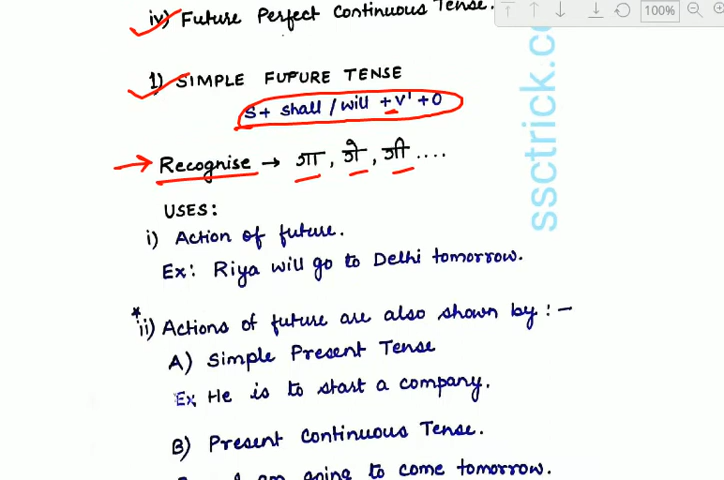 iv) Future Perfect Continuous Tense.
100%
1) SIMPLE FUTURE TENSE
S+ shall / will + V' + O
Recognise → गा, गे, गी ....
USES:
i) Action of future.
Ex: Riya will go to Delhi tomorrow.
* ii) Actions of future are also shown by : -
A) Simple Present Tense
Ex He is to start a company.
B) Present Continuous Tense.
I am going to come tomorrow.
ssctrick.co